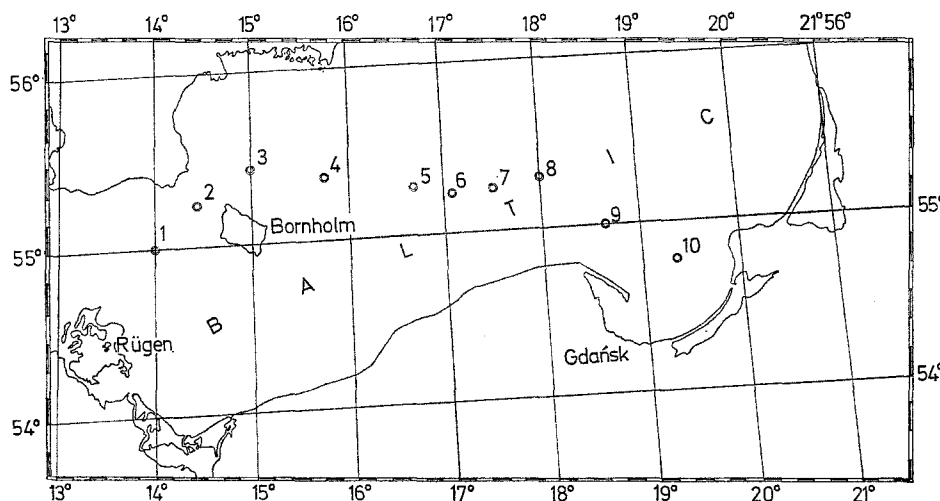 13° 14° 15° 16° 17° 18° 19° 20° 21°56°
56°
C
3 4 5 6 7 8 I
2 T
Bornholm 9 55°
1 L 10
55° A
B
Rügen Gdańsk
54°
54°
13° 14° 15° 16° 17° 18° 19° 20° 21°